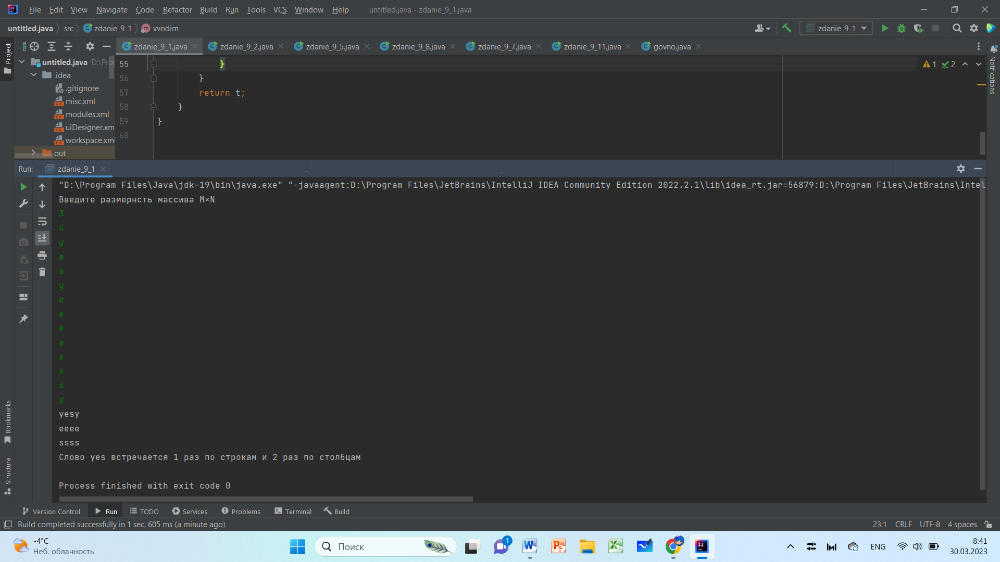 File Edit View Navigate Code Refactor Build Run Tools VCS Window Help untitled.java - zdanie_9_1.java
untitled.java src zdanie_9_1 vvodim zdanie_9_1
zdanie_9_1.java zdanie_9_2.java zdanie_9_5.java zdanie_9_8.java zdanie_9_7.java zdanie_9_11.java govno.java
Project
untitled.java D:\Pro
.idea
.gitignore
misc.xml
modules.xml
uiDesigner.xm
workspace.xml
out
55 }
56 }
57 return t;
58 }
59 }
60
1 2
Notifications
Run: zdanie_9_1
"D:\Program Files\Java\jdk-19\bin\java.exe" "-javaagent:D:\Program Files\JetBrains\IntelliJ IDEA Community Edition 2022.2.1\lib\idea_rt.jar=56879:D:\Program Files\JetBrains\Intel
Введите размернсть массива M×N
3
4
y
e
s
y
e
e
e
e
s
s
s
s
yesy
eeee
ssss
Слово yes встречается 1 раз по строкам и 2 раз по столбцам
Process finished with exit code 0
Bookmarks
Structure
Version Control Run TODO Services Problems Terminal Build
Build completed successfully in 1 sec, 605 ms (a minute ago) 23:1 CRLF UTF-8 4 spaces
-4°C
Неб. облачность
Поиск
1
ENG
8:41
30.03.2023